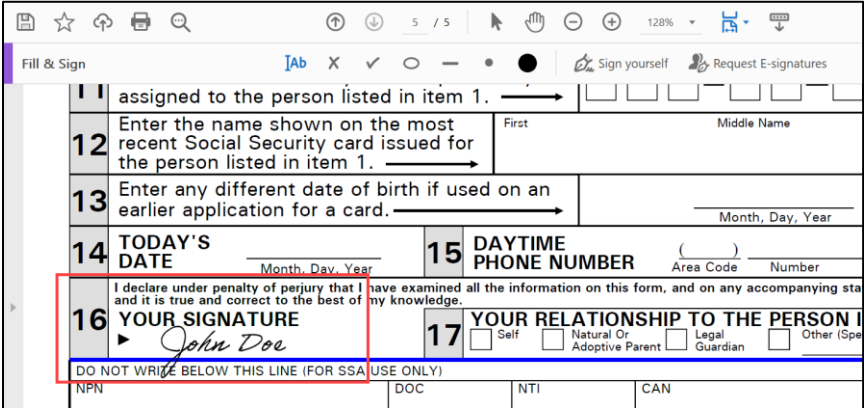 5 / 5 128%
Fill & Sign IAb Sign yourself Request E-signatures
11 assigned to the person listed in item 1.
12 Enter the name shown on the most
recent Social Security card issued for
the person listed in item 1.
First Middle Name
13 Enter any different date of birth if used on an
earlier application for a card.
Month, Day, Year
14 TODAY'S
DATE Month, Day, Year
15 DAYTIME
PHONE NUMBER ( )
Area Code Number
I declare under penalty of perjury that I have examined all the information on this form, and on any accompanying
and it is true and correct to the best of my knowledge.
16 YOUR SIGNATURE
John Doe
17 YOUR RELATIONSHIP TO THE PERSON
Self Natural Or
Adoptive Parent Legal
Guardian Other
DO NOT WRITE BELOW THIS LINE (FOR SSA USE ONLY)
NPN DOC NTI CAN